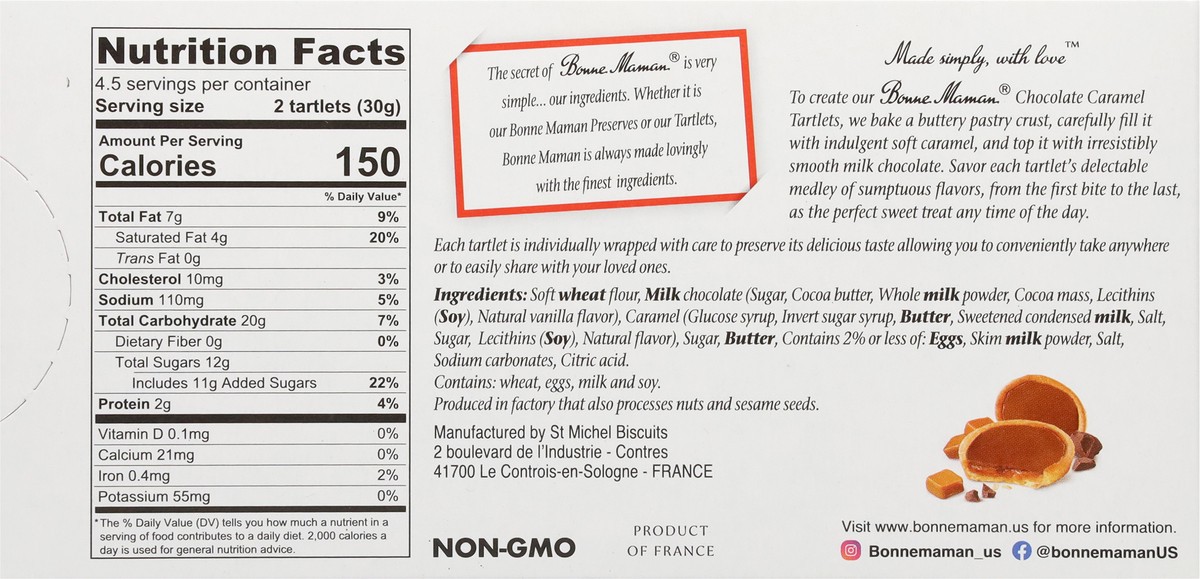 Nutrition Facts
4.5 servings per container
Serving size 2 tartlets (30g)
Amount Per Serving
Calories 150
% Daily Value*
Total Fat 7g 9%
Saturated Fat 4g 20%
Trans Fat 0g
Cholesterol 10mg 3%
Sodium 110mg 5%
Total Carbohydrate 20g 7%
Dietary Fiber 0g 0%
Total Sugars 12g
Includes 11g Added Sugars 22%
Protein 2g 4%
Vitamin D 0.1mg 0%
Calcium 21mg 0%
Iron 0.4mg 2%
Potassium 55mg 0%
*The % Daily Value (DV) tells you how much a nutrient in a
serving of food contributes to a daily diet. 2,000 calories a
day is used for general nutrition advice.
The secret of Bonne Maman® is very
simple... our ingredients. Whether it is
our Bonne Maman Preserves or our Tartlets,
Bonne Maman is always made lovingly
with the finest ingredients.
Made simply, with love™
To create our Bonne Maman® Chocolate Caramel
Tartlets, we bake a buttery pastry crust, carefully fill it
with indulgent soft caramel, and top it with irresistibly
smooth milk chocolate. Savor each tartlet's delectable
medley of sumptuous flavors, from the first bite to the last,
as the perfect sweet treat any time of the day.
Each tartlet is individually wrapped with care to preserve its delicious taste allowing you to conveniently take anywhere
or to easily share with your loved ones.
Ingredients: Soft wheat flour, Milk chocolate (Sugar, Cocoa butter, Whole milk powder, Cocoa mass, Lecithins
(Soy), Natural vanilla flavor), Caramel (Glucose syrup, Invert sugar syrup, Butter, Sweetened condensed milk, Salt,
Sugar, Lecithins (Soy), Natural flavor), Sugar, Butter, Contains 2% or less of: Eggs, Skim milk powder, Salt,
Sodium carbonates, Citric acid.
Contains: wheat, eggs, milk and soy.
Produced in factory that also processes nuts and sesame seeds.
Manufactured by St Michel Biscuits
2 boulevard de l'Industrie - Contres
41700 Le Controis-en-Sologne - FRANCE
NON-GMO
PRODUCT
OF FRANCE
Visit www.bonnemaman.us for more information.
Bonnemaman_us @bonnemamanUS